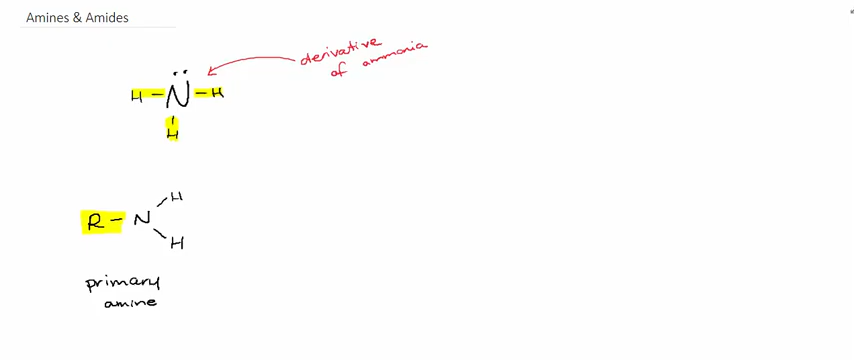 Amines & Amides
derivative
of ammonia
H – N – H
H
H
R – N
H
primary
amine